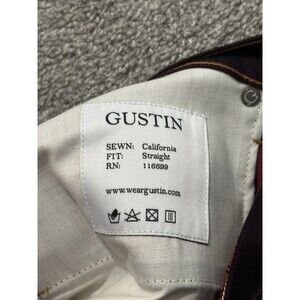 GUSTIN
SEWN: California
FIT: Straight
RN: 116699
www.weargustin.com